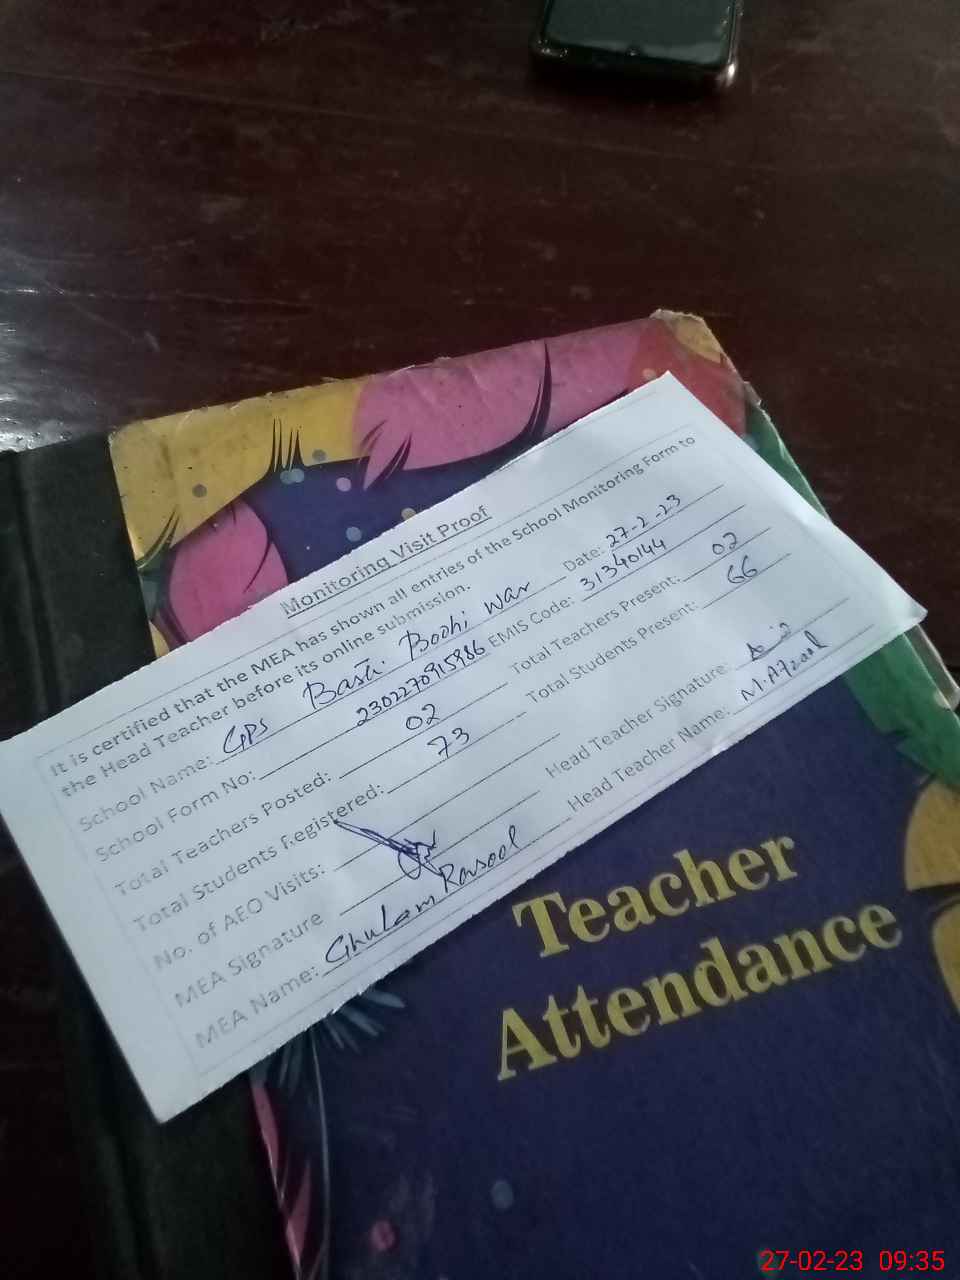 Monitoring Visit Proof
It is certified that the MEA has shown all entries of the School Monitoring Form to
the Head Teacher before its online submission.
School Name: GPS Basti Boohi War Date: 27-2-23
School Form No: 2302270915986 EMIS Code: 31340144
Total Teachers Posted: 02 Total Teachers Present: 02
Total Students Registered: 73 Total Students Present: 66
No. of AEO Visits:
MEA Signature Head Teacher Signature:
MEA Name: Ghulam Rasool Head Teacher Name: M. Afzaal
Teacher
Attendance
27-02-23 09:35